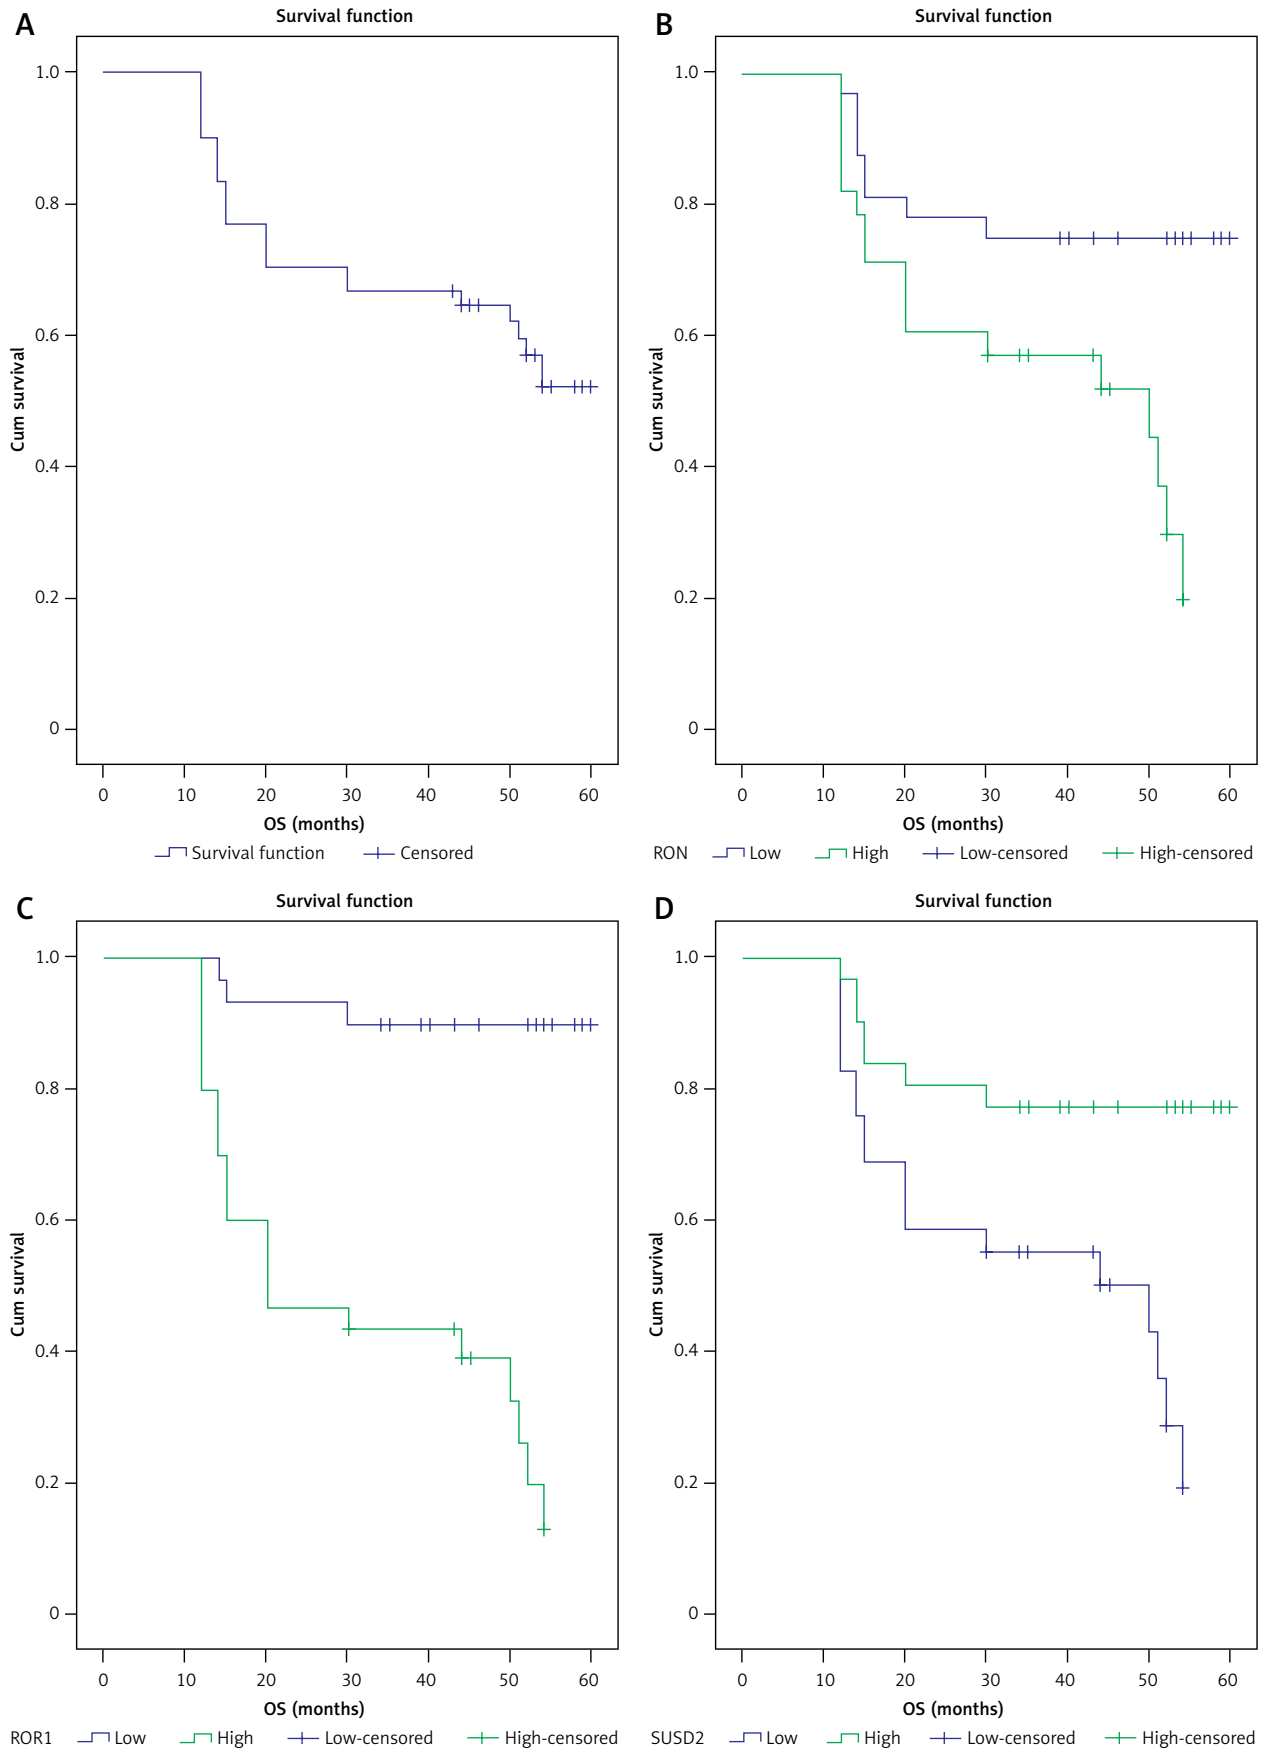 A
Survival function
Cum survival
1.0
0.8
0.6
0.4
0.2
0
0 10 20 30 40 50 60
OS (months)
Survival function Censored
B
Survival function
Cum survival
1.0
0.8
0.6
0.4
0.2
0
0 10 20 30 40 50 60
OS (months)
RON Low High Low-censored High-censored
C
Survival function
Cum survival
1.0
0.8
0.6
0.4
0.2
0
0 10 20 30 40 50 60
OS (months)
ROR1 Low High Low-censored High-censored
D
Survival function
Cum survival
1.0
0.8
0.6
0.4
0.2
0
0 10 20 30 40 50 60
OS (months)
SUSD2 Low High Low-censored High-censored